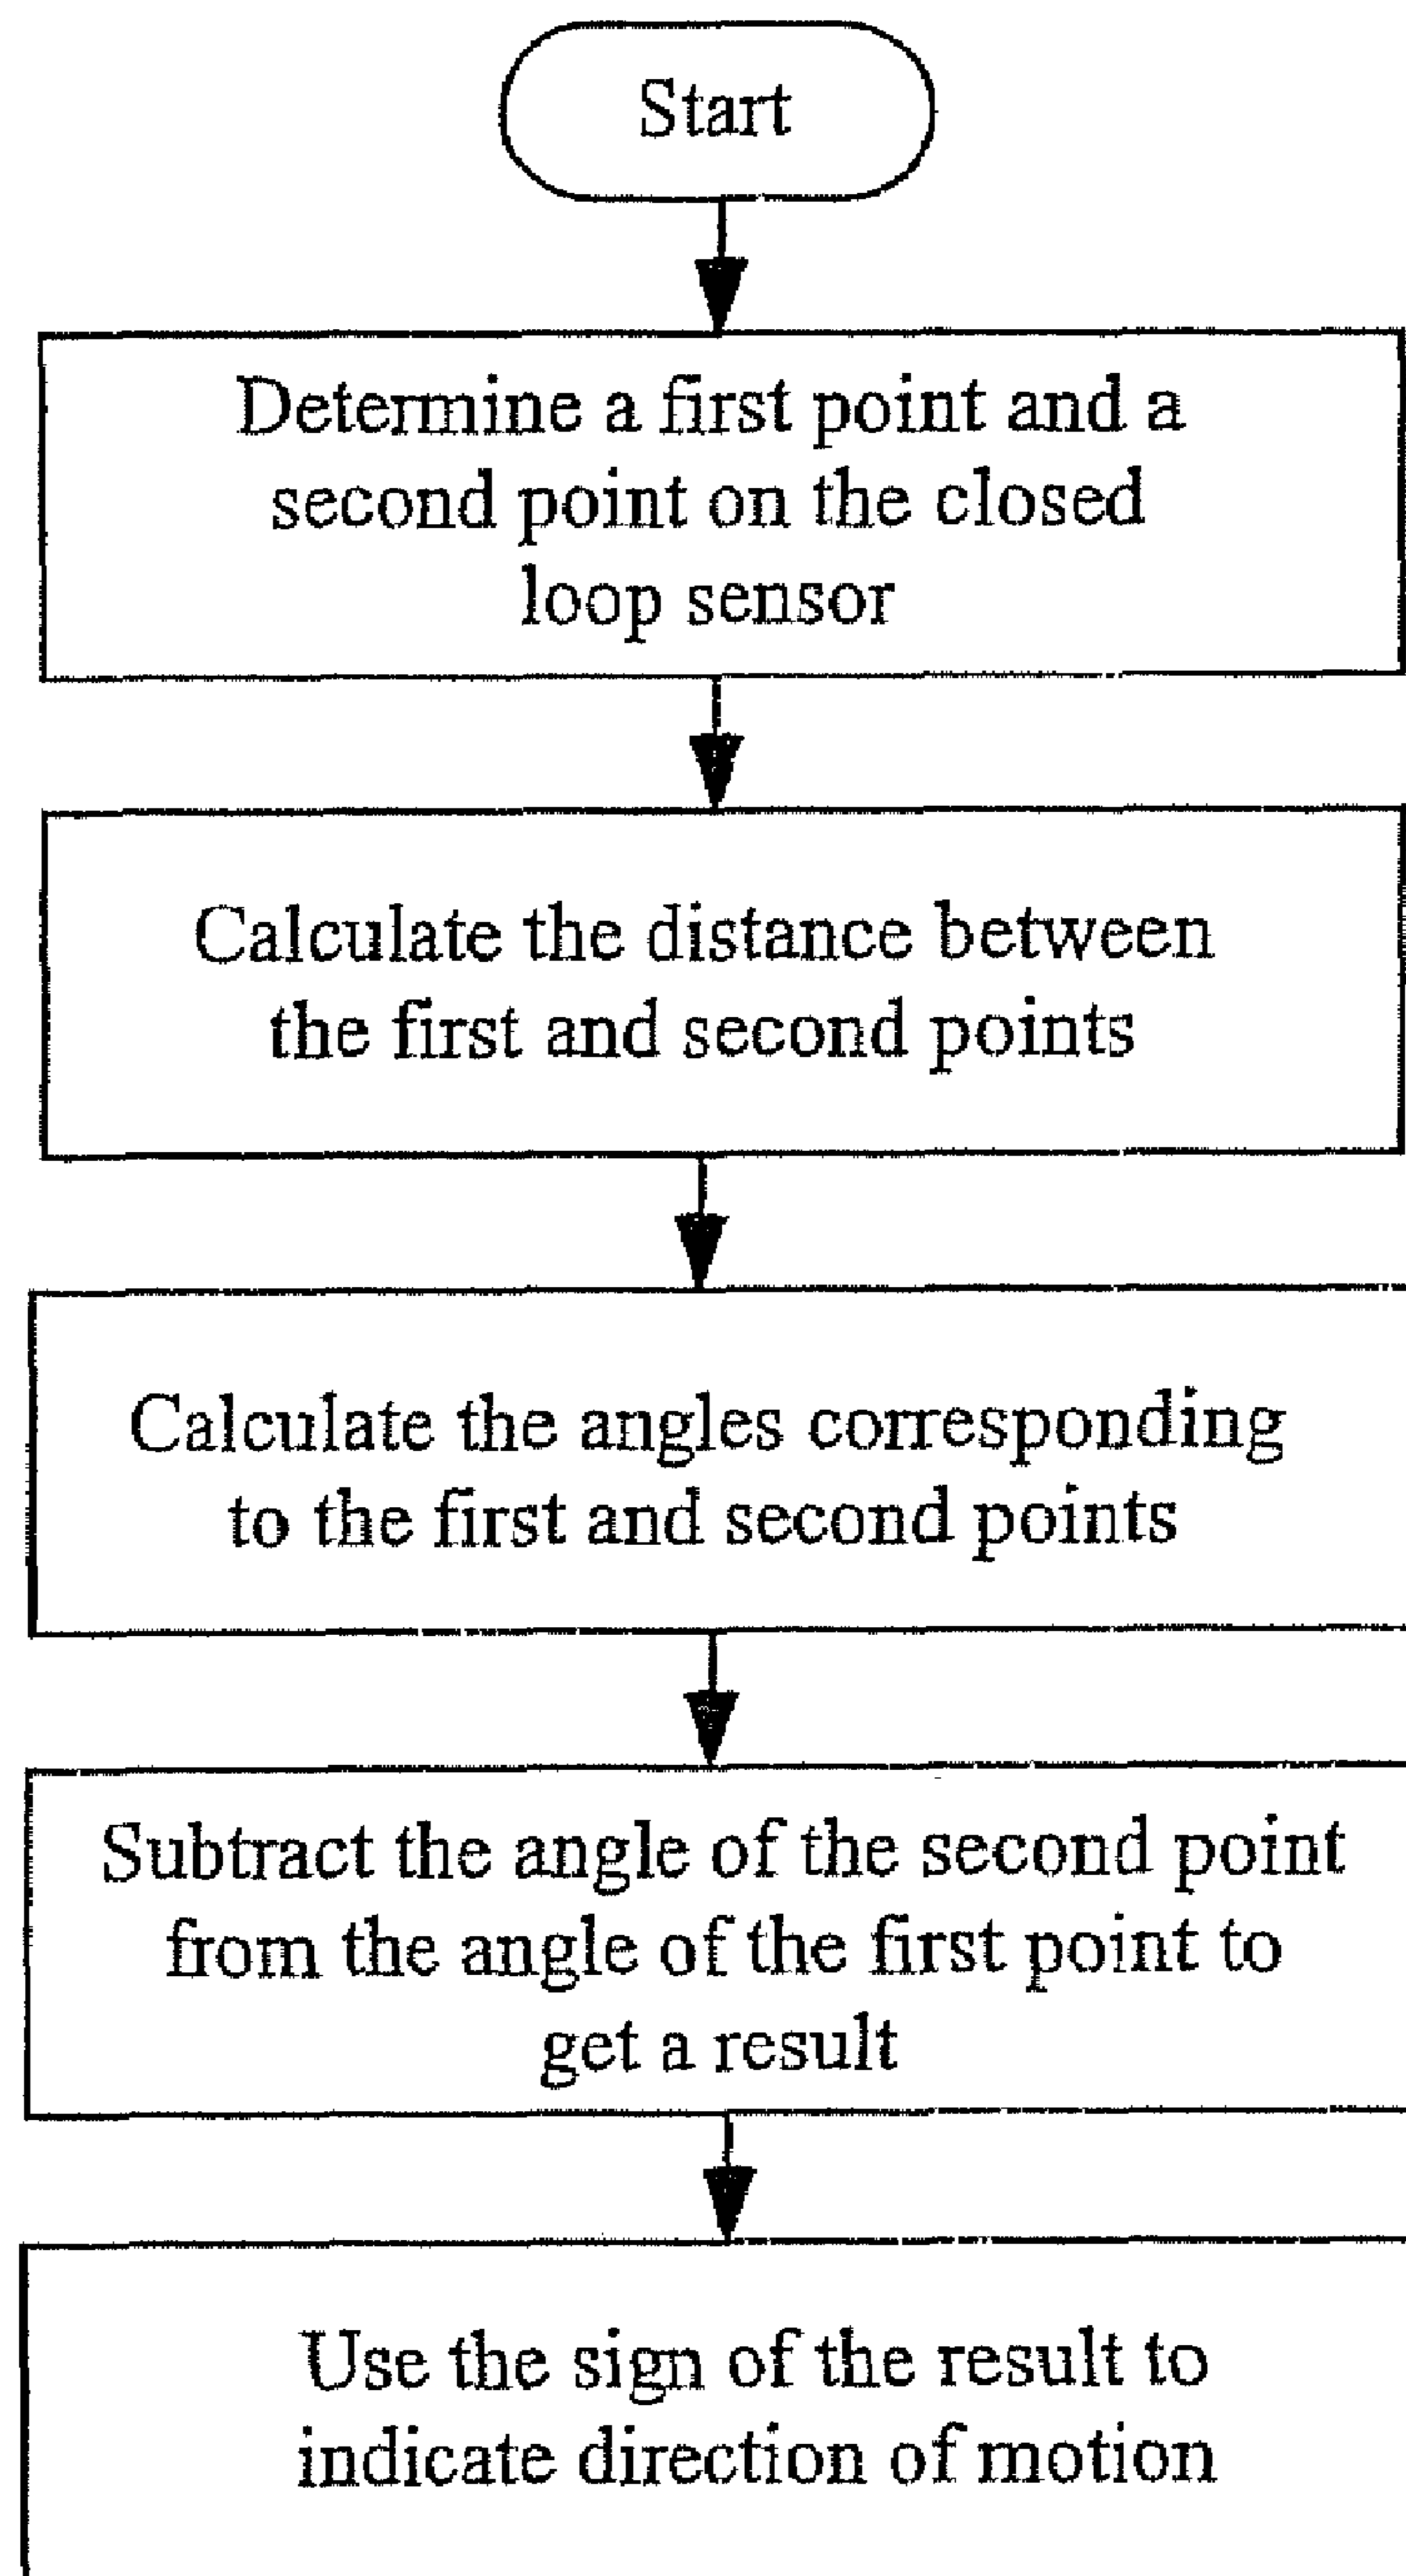 Start
Determine a first point and a
second point on the closed
loop sensor
Calculate the distance between
the first and second points
Calculate the angles corresponding
to the first and second points
Subtract the angle of the second point
from the angle of the first point to
get a result
Use the sign of the result to
indicate direction of motion